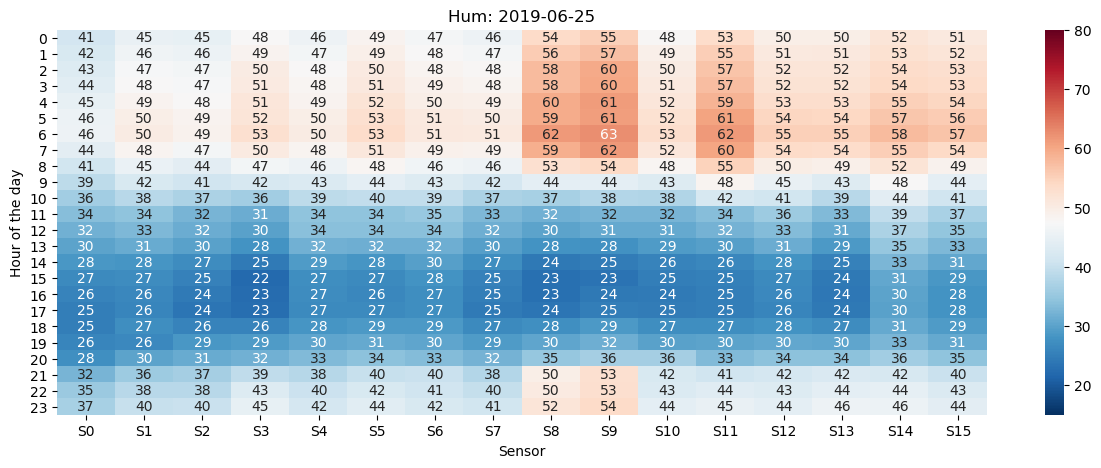 Hum: 2019-06-25
Hour of the day
0 41 45 45 48 46 49 47 46 54 55 48 53 50 50 52 51
1 42 46 46 49 47 49 48 47 56 57 49 55 51 51 53 52
2 43 47 47 50 48 50 48 48 58 60 50 57 52 52 54 53
3 44 48 47 51 48 51 49 48 58 60 51 57 52 52 54 53
4 45 49 48 51 49 52 50 49 60 61 52 59 53 53 55 54
5 46 50 49 52 50 53 51 50 59 61 52 61 54 54 57 56
6 46 50 49 53 50 53 51 51 62 63 53 62 55 55 58 57
7 44 48 47 50 48 51 49 49 59 62 52 60 54 54 55 54
8 41 45 44 47 46 48 46 46 53 54 48 55 50 49 52 49
9 39 42 41 42 43 44 43 42 44 44 43 48 45 43 48 44
10 36 38 37 36 39 40 39 37 37 38 38 42 41 39 44 41
11 34 34 32 31 34 34 35 33 32 32 32 34 36 33 39 37
12 32 33 32 30 34 34 34 32 30 31 31 32 33 31 37 35
13 30 31 30 28 32 32 32 30 28 28 29 30 31 29 35 33
14 28 28 27 25 29 28 30 27 24 25 26 26 28 25 33 31
15 27 27 25 22 27 27 28 25 23 23 25 25 27 24 31 29
16 26 26 24 23 27 26 27 25 23 24 24 25 26 24 30 28
17 25 26 24 23 27 27 27 25 24 25 25 25 26 24 30 28
18 25 27 26 26 28 29 29 27 28 29 27 27 28 27 31 29
19 26 26 29 29 30 31 30 29 30 32 30 30 30 30 33 31
20 28 30 31 32 33 34 33 32 35 36 36 33 34 34 36 35
21 32 36 37 39 38 40 40 38 50 53 42 41 42 42 42 40
22 35 38 38 43 40 42 41 40 50 53 43 44 43 44 44 43
23 37 40 40 45 42 44 42 41 52 54 44 45 44 46 46 44
S0 S1 S2 S3 S4 S5 S6 S7 S8 S9 S10 S11 S12 S13 S14 S15
Sensor
80
70
60
50
40
30
20